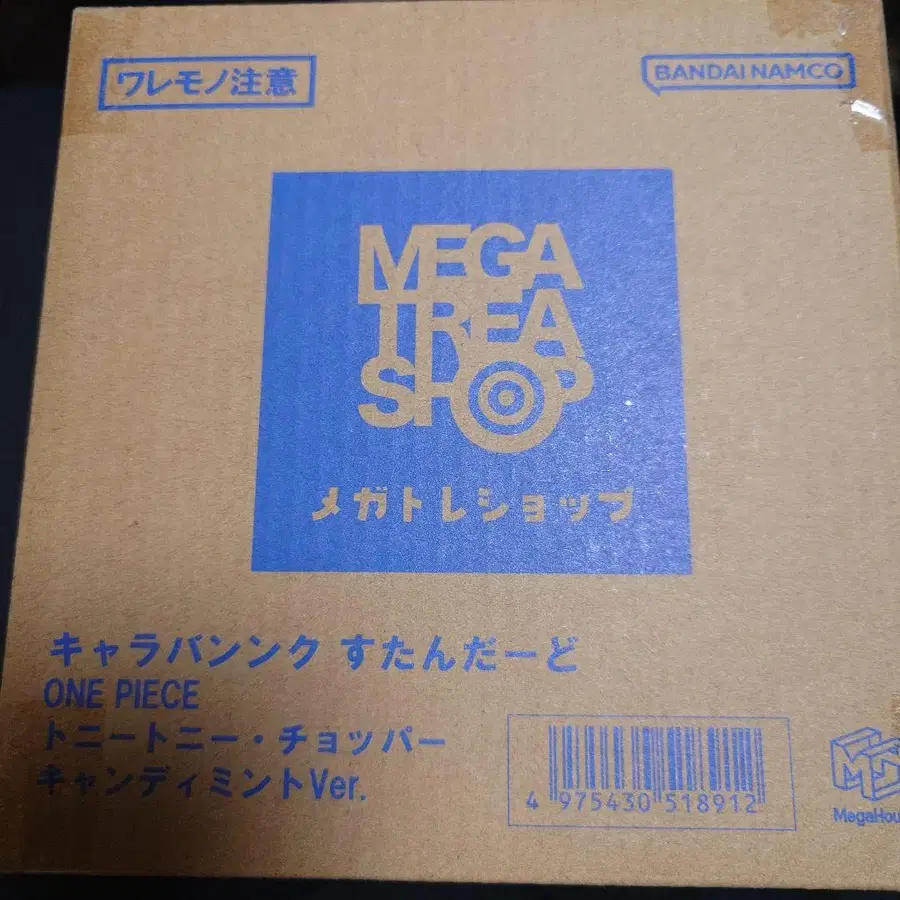 ワレモノ注意
BANDAI NAMCO
MEGA
TREA
SHOP
メガトレショップ
キャラバンンク すたんだーど
ONE PIECE
トニートニー・チョッパー
キャンディミントVer.
4 975430 518912
MegaHou